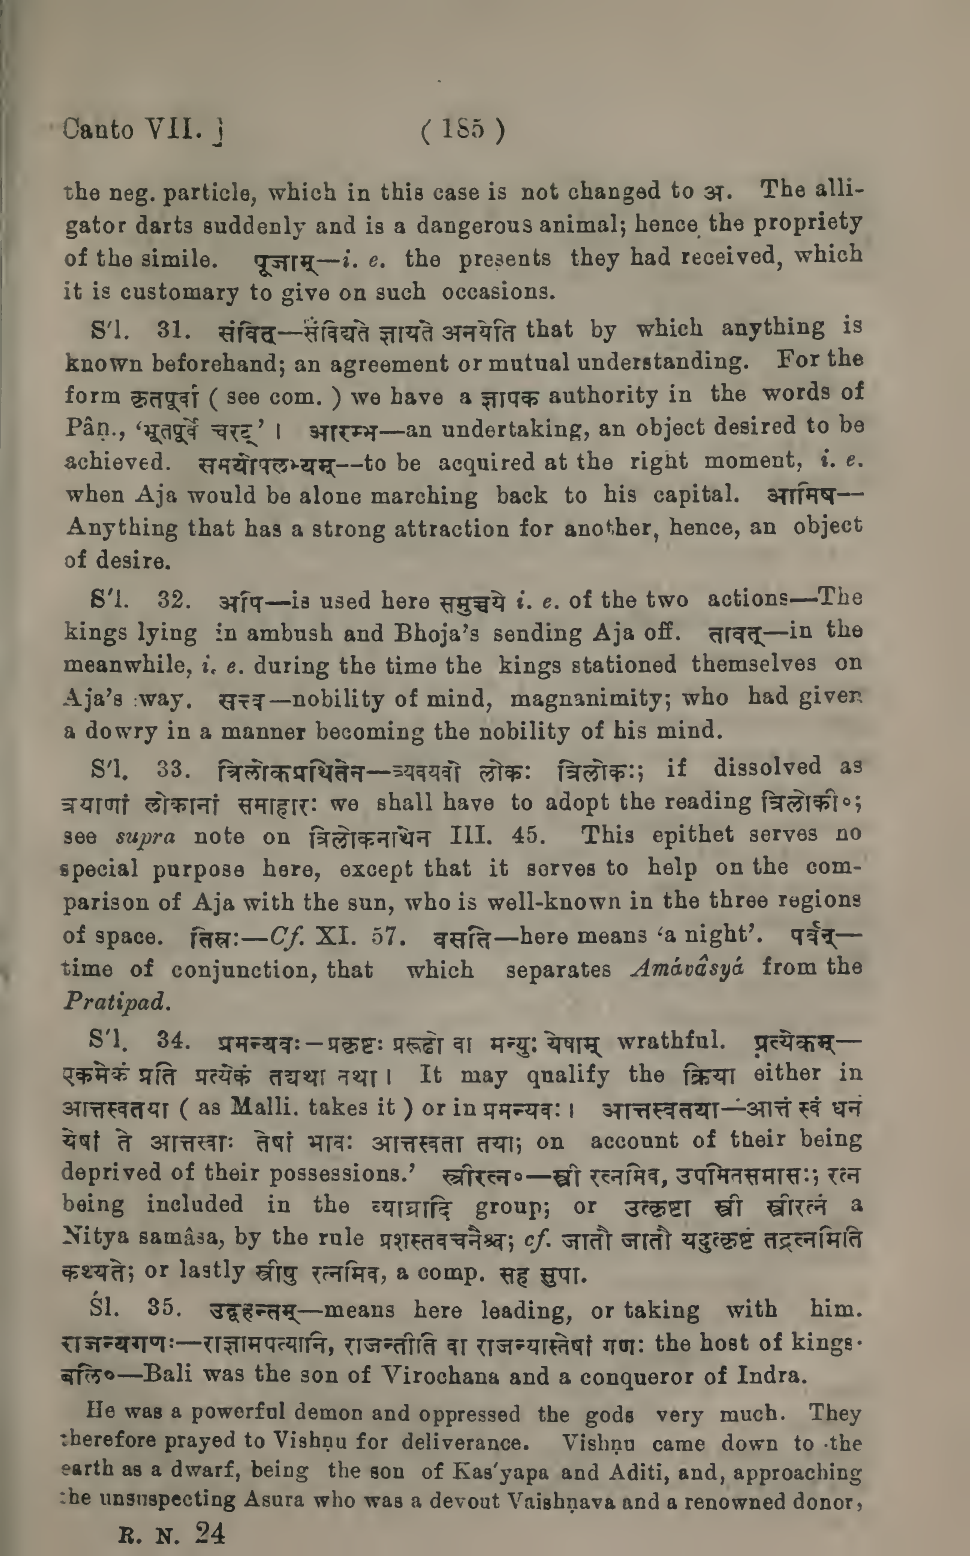 Canto VII. ]
( 185 )
the neg. particle, which in this case is not changed to अ. The alli-
gator darts suddenly and is a dangerous animal; hence the propriety
of the simile. पूजाम्—i. e. the presents they had received, which
it is customary to give on such occasions.
S'l. 31. संवित्—संविद्यते ज्ञायते अनयेति that by which anything is
known beforehand; an agreement or mutual understanding. For the
form कृतपूर्वा ( see com. ) we have a ज्ञापक authority in the words of
Pâṇ., ‘भूतपूर्वे चरट्’ । आरम्भ—an undertaking, an object desired to be
achieved. समयोपलभ्यम्--to be acquired at the right moment, i. e.
when Aja would be alone marching back to his capital. आमिष--
Anything that has a strong attraction for another, hence, an object
of desire.
S'l. 32. अपि—is used here समुच्चये i. e. of the two actions—The
kings lying in ambush and Bhoja's sending Aja off. तावत्—in the
meanwhile, i. e. during the time the kings stationed themselves on
Aja's way. सत्त्व—nobility of mind, magnanimity; who had given
a dowry in a manner becoming the nobility of his mind.
S'l. 33. त्रिलोकप्रथितेन—त्र्यवयवो लोकः त्रिलोकः; if dissolved as
त्रयाणां लोकानां समाहारः we shall have to adopt the reading त्रिलोकी०;
see supra note on त्रिलोकनाथेन III. 45. This epithet serves no
special purpose here, except that it serves to help on the com-
parison of Aja with the sun, who is well-known in the three regions
of space. तिस्रः—Cf. XI. 57. वसति—here means ‘a night’. पर्वन्—
time of conjunction, that which separates Amávâsyá from the
Pratipad.
S'l. 34. प्रमन्यवः—प्रकृष्टः प्ररूढो वा मन्युः येषाम् wrathful. प्रत्येकम्—
एकमेकं प्रति प्रत्येकं तद्यथा तथा । It may qualify the क्रिया either in
आत्तस्वतया ( as Malli. takes it ) or in प्रमन्यवः । आत्तस्वतया—आत्तं स्वं धनं
येषां ते आत्तस्वाः तेषां भावः आत्तस्वता तया; on account of their being
deprived of their possessions.’ स्त्रीरत्न०—स्त्री रत्नमिव, उपमितसमासः; रत्न
being included in the व्याघ्रादि group; or उत्कृष्टा स्त्री स्त्रीरत्नं a
Nitya samâsa, by the rule प्रशस्तवचनैश्च; cf. जातौ जातौ यदुत्कृष्टं तद्रत्नमिति
कथ्यते; or lastly स्त्रीषु रत्नमिव, a comp. सह सुपा.
Śl. 35. उद्वहन्तम्—means here leading, or taking with him.
राजन्यगणः—राज्ञामपत्यानि, राजन्तीति वा राजन्यास्तेषां गणः the host of kings.
बलि०—Bali was the son of Virochana and a conqueror of Indra.
He was a powerful demon and oppressed the gods very much. They
therefore prayed to Vishṇu for deliverance. Vishṇu came down to the
earth as a dwarf, being the son of Kas'yapa and Aditi, and, approaching
the unsuspecting Asura who was a devout Vaishṇava and a renowned donor,
R. N. 24